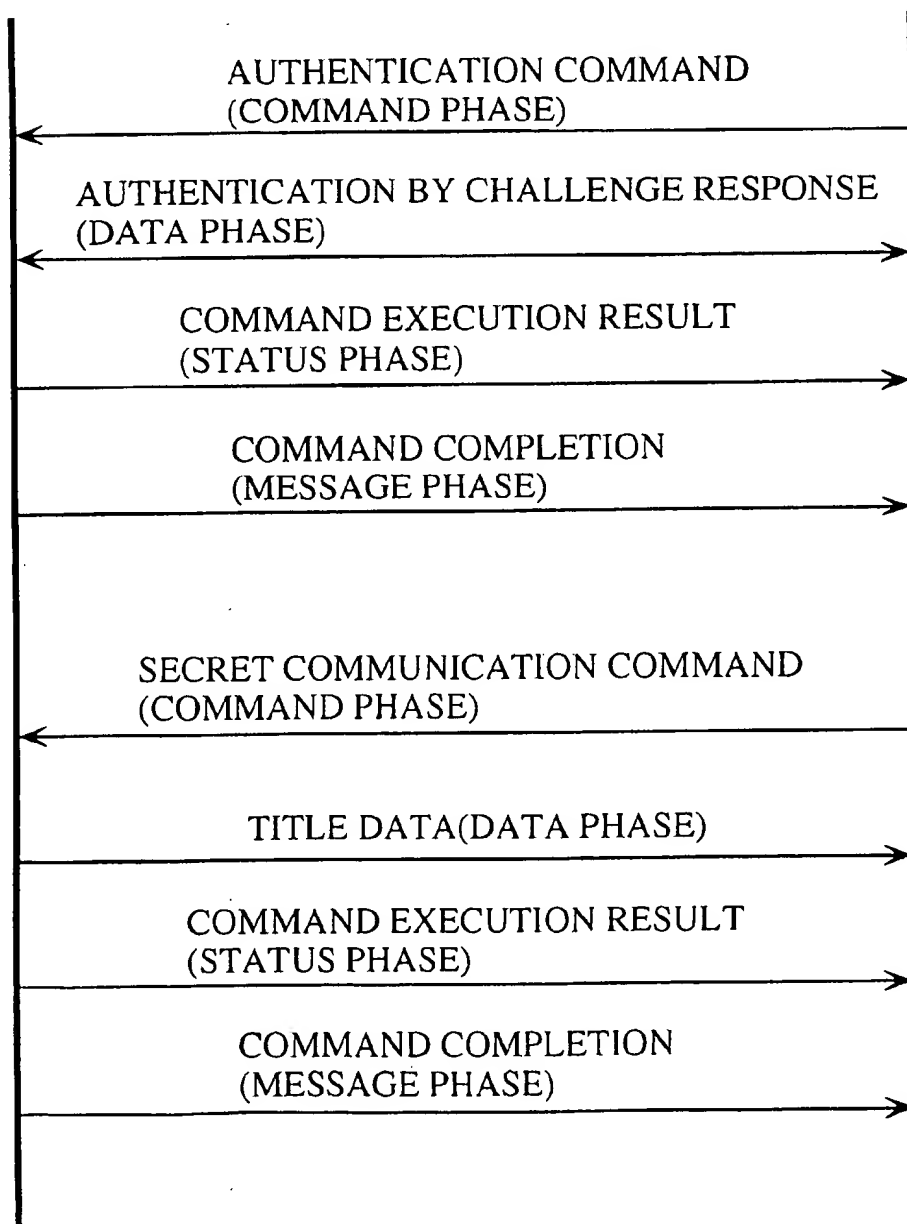 AUTHENTICATION COMMAND
(COMMAND PHASE)
AUTHENTICATION BY CHALLENGE RESPONSE
(DATA PHASE)
COMMAND EXECUTION RESULT
(STATUS PHASE)
COMMAND COMPLETION
(MESSAGE PHASE)
SECRET COMMUNICATION COMMAND
(COMMAND PHASE)
TITLE DATA(DATA PHASE)
COMMAND EXECUTION RESULT
(STATUS PHASE)
COMMAND COMPLETION
(MESSAGE PHASE)